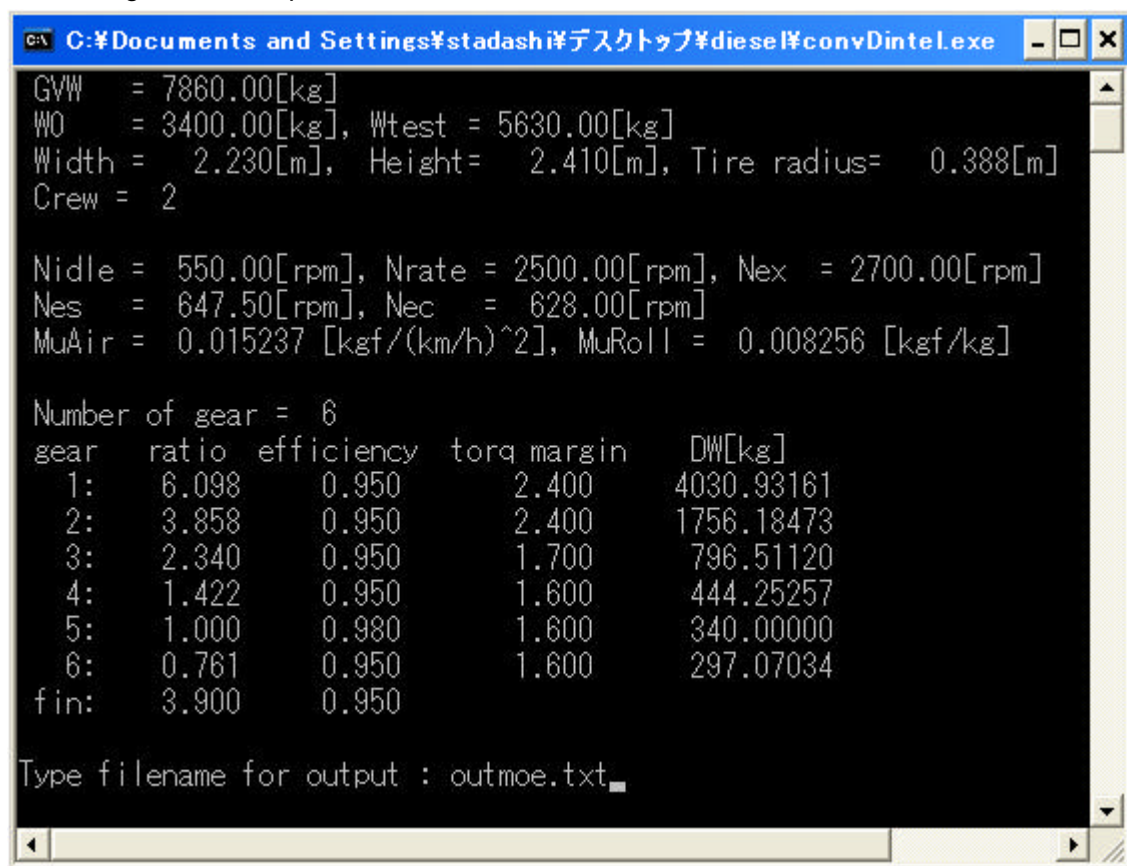 C:¥Documents and Settings¥stadashi¥デスクトップ¥diesel¥convDintel.exe
GVW = 7860.00[kg]
W0 = 3400.00[kg], Wtest = 5630.00[kg]
Width = 2.230[m], Height= 2.410[m], Tire radius= 0.388[m]
Crew = 2
Nidle = 550.00[rpm], Nrate = 2500.00[rpm], Nex = 2700.00[rpm]
Nes = 647.50[rpm], Nec = 628.00[rpm]
MuAir = 0.015237 [kgf/(km/h)^2], MuRoll = 0.008256 [kgf/kg]
Number of gear = 6
gear ratio efficiency torq margin DW[kg]
1: 6.098 0.950 2.400 4030.93161
2: 3.858 0.950 2.400 1756.18473
3: 2.340 0.950 1.700 796.51120
4: 1.422 0.950 1.600 444.25257
5: 1.000 0.980 1.600 340.00000
6: 0.761 0.950 1.600 297.07034
fin: 3.900 0.950
Type filename for output : outmoe.txt